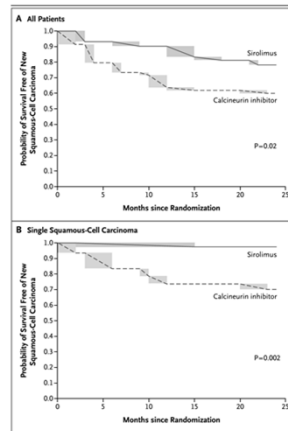 A All Patients
Probability of Survival Free of New
Squamous-Cell Carcinoma
1.0
0.9
0.8
0.7
0.6
0.5
0.4
0.3
0.2
0.1
0.0
Sirolimus
Calcineurin inhibitor
P=0.02
0 5 10 15 20 25
Months since Randomization
B Single Squamous-Cell Carcinoma
Probability of Survival Free of New
Squamous-Cell Carcinoma
1.0
0.9
0.8
0.7
0.6
0.5
0.4
0.3
0.2
0.1
0.0
Sirolimus
Calcineurin inhibitor
P=0.002
0 5 10 15 20 25
Months since Randomization